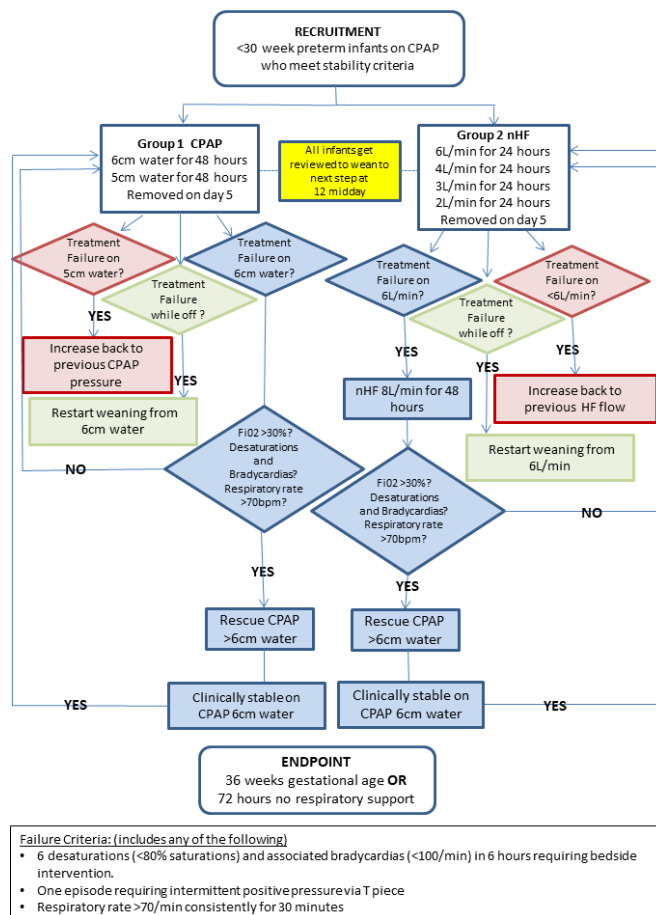 RECRUITMENT
<30 week preterm infants on CPAP
who meet stability criteria
Group 1 CPAP
6cm water for 48 hours
5cm water for 48 hours
Removed on day 5
All infants get
reviewed to wean to
next step at
12 midday
Group 2 nHF
6L/min for 24 hours
4L/min for 24 hours
3L/min for 24 hours
2L/min for 24 hours
Removed on day 5
Treatment
Failure on
5cm water?
Treatment
Failure
while off ?
Treatment
Failure on
6cm water?
Treatment
Failure on
6L/min?
Treatment
Failure
while off ?
Treatment
Failure on
<6L/min?
YES
YES
YES
YES
YES
Increase back to
previous CPAP
pressure
Restart weaning from
6cm water
nHF 8L/min for 48
hours
Increase back to
previous HF flow
Restart weaning from
6L/min
NO
Fi02 >30%?
Desaturations
and
Bradycardias?
Respiratory rate
>70bpm?
Fi02 >30%?
Desaturations
and Bradycardias?
Respiratory rate
>70bpm?
NO
YES
YES
Rescue CPAP
>6cm water
Rescue CPAP
>6cm water
YES
Clinically stable on
CPAP 6cm water
Clinically stable on
CPAP 6cm water
YES
ENDPOINT
36 weeks gestational age OR
72 hours no respiratory support
Failure Criteria: (includes any of the following)
• 6 desaturations (<80% saturations) and associated bradycardias (<100/min) in 6 hours requiring bedside
intervention.
• One episode requiring intermittent positive pressure via T piece
• Respiratory rate >70/min consistently for 30 minutes